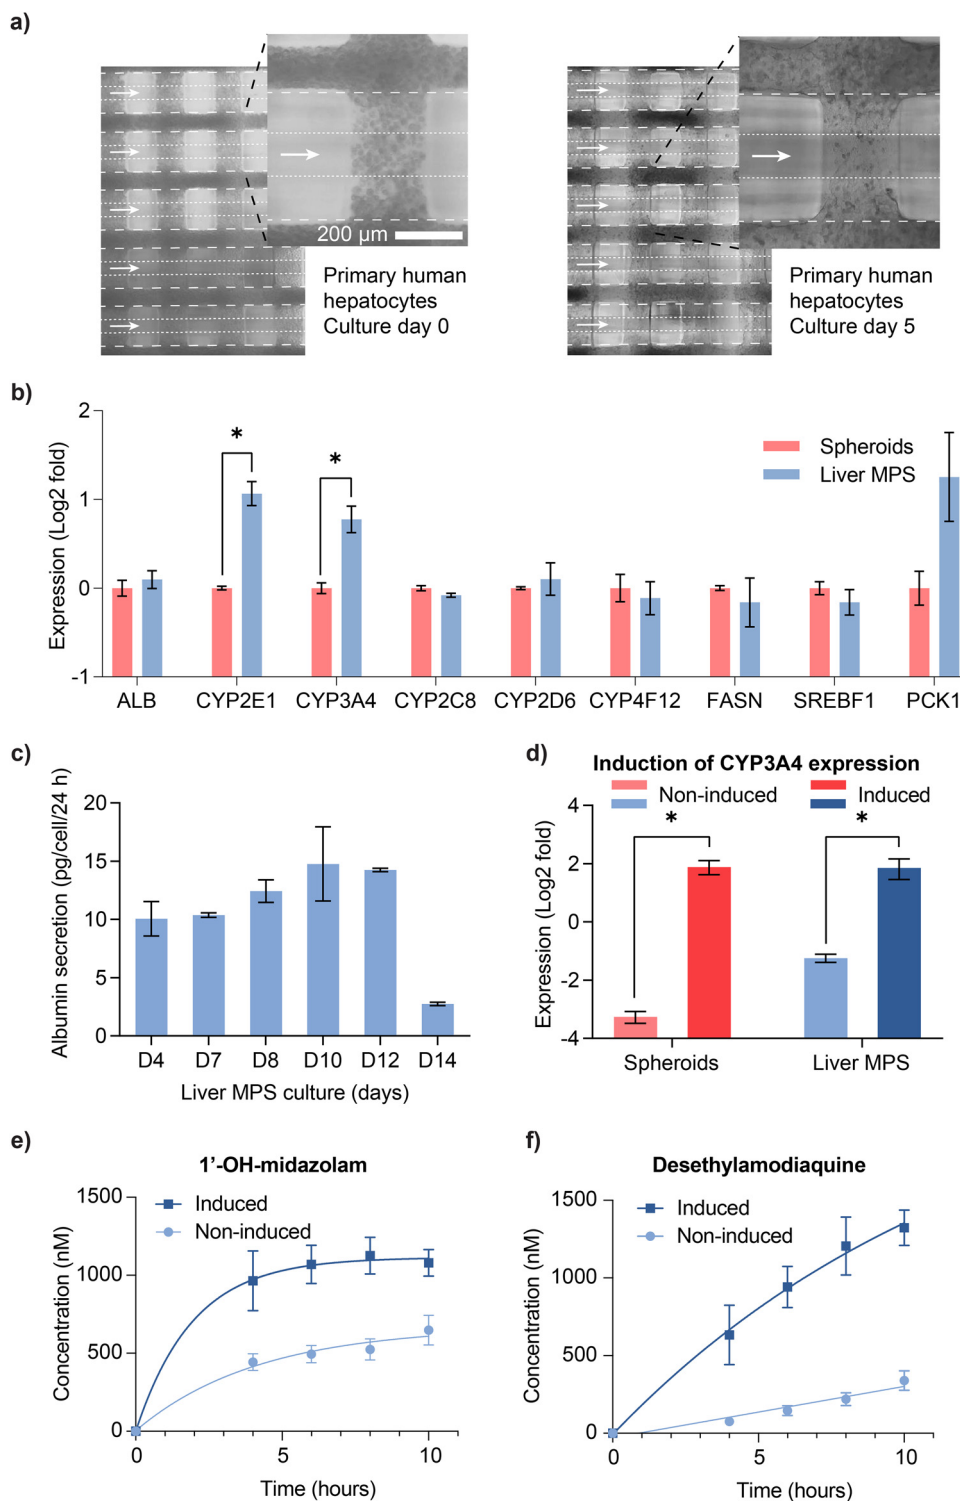 a)
200 µm
Primary human
hepatocytes
Culture day 0
Primary human
hepatocytes
Culture day 5
b)
Expression (Log2 fold)
2
1
0
-1
Spheroids
Liver MPS
*
*
ALB CYP2E1 CYP3A4 CYP2C8 CYP2D6 CYP4F12 FASN SREBF1 PCK1
c)
Albumin secretion (pg/cell/24 h)
20
15
10
5
0
D4 D7 D8 D10 D12 D14
Liver MPS culture (days)
d)
Induction of CYP3A4 expression
Non-induced Induced
Expression (Log2 fold)
4
2
0
-2
-4
*
*
Spheroids Liver MPS
e)
1’-OH-midazolam
Induced
Non-induced
Concentration (nM)
1500
1000
500
0
0 5 10
Time (hours)
f)
Desethylamodiaquine
Induced
Non-induced
Concentration (nM)
1500
1000
500
0
0 5 10
Time (hours)